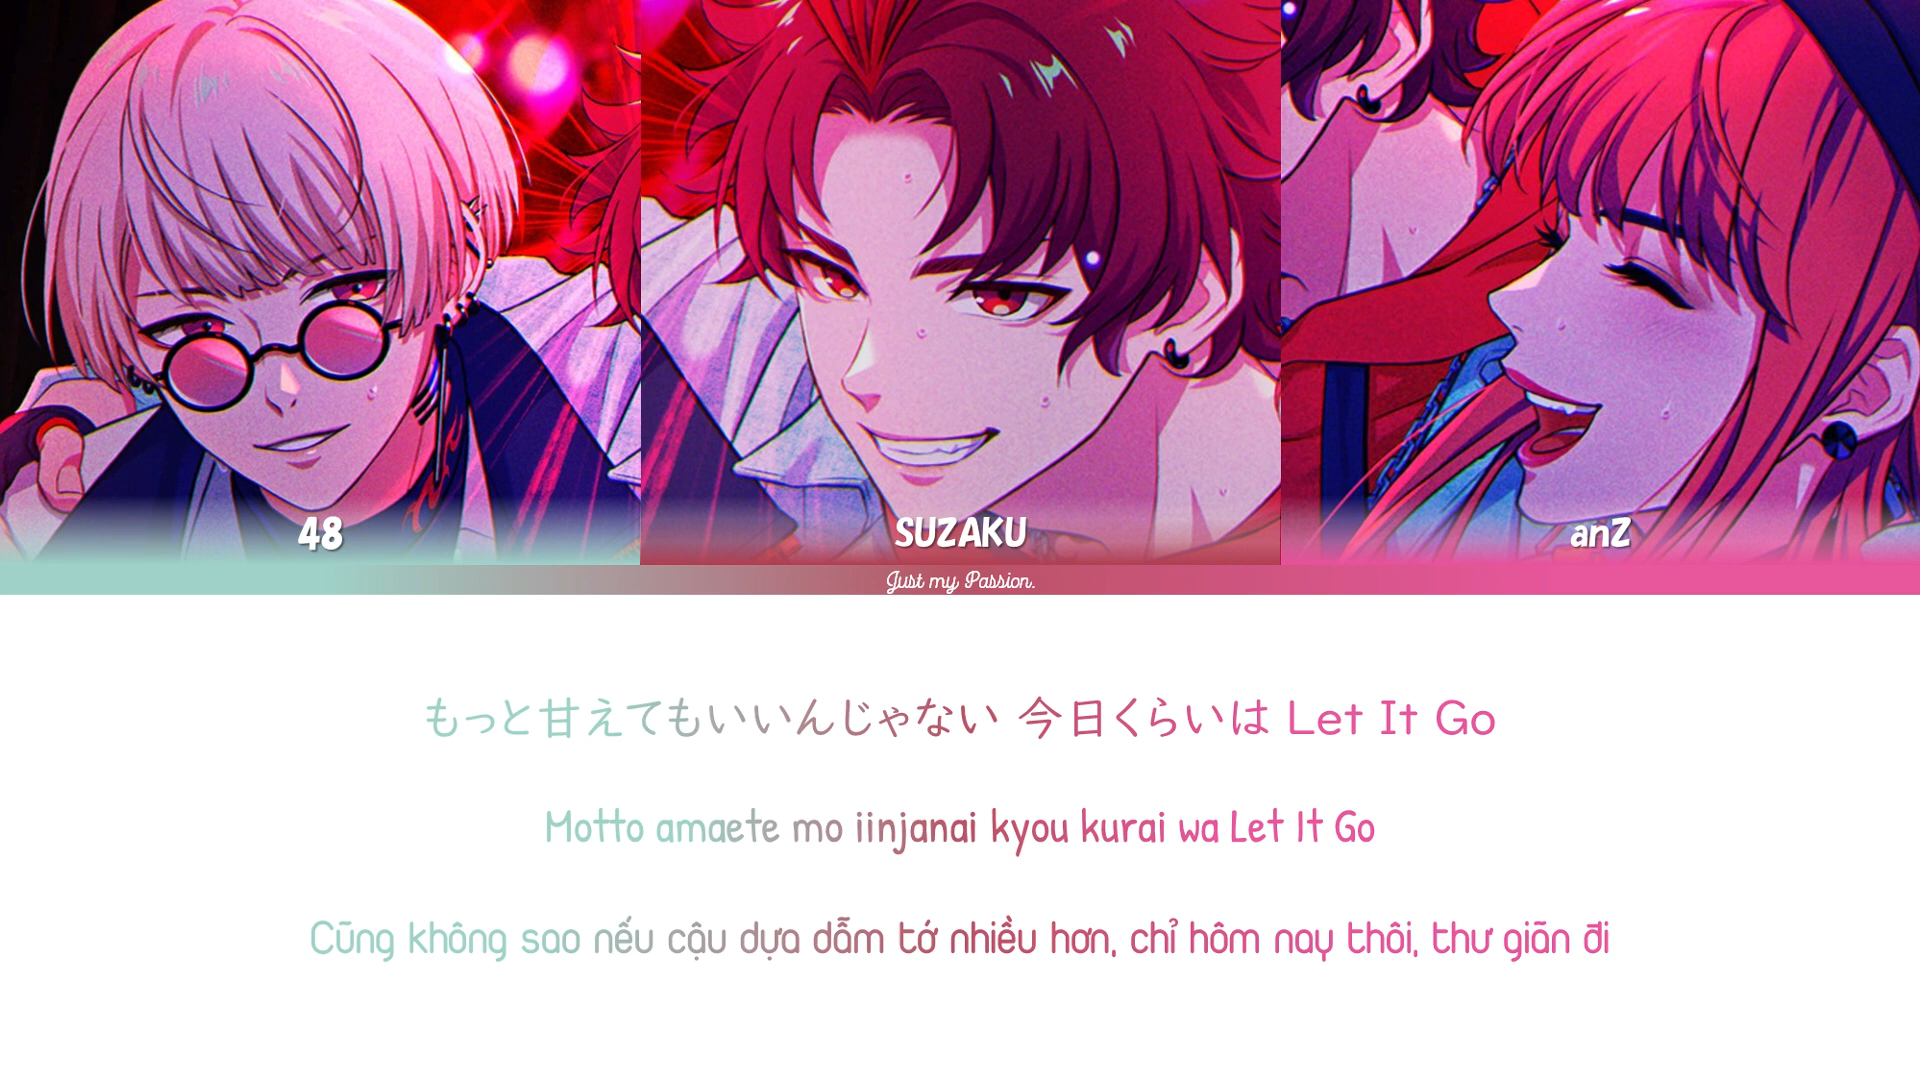 48
SUZAKU
anZ
Just my Passion.
もっと甘えてもいいんじゃない 今日くらいは Let It Go
Motto amaete mo iinjanai kyou kurai wa Let It Go
Cũng không sao nếu cậu dựa dẫm tớ nhiều hơn, chỉ hôm nay thôi, thư giãn đi